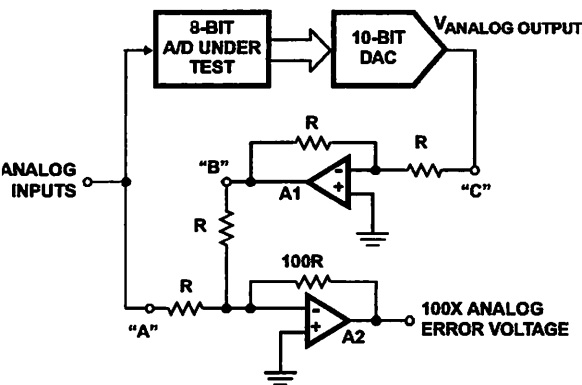 8-BIT
A/D UNDER
TEST
10-BIT
DAC
VANALOG OUTPUT
R
R
ANALOG
INPUTS
"B"
A1
-
+
"C"
R
100R
R
"A"
-
+
A2
100X ANALOG
ERROR VOLTAGE